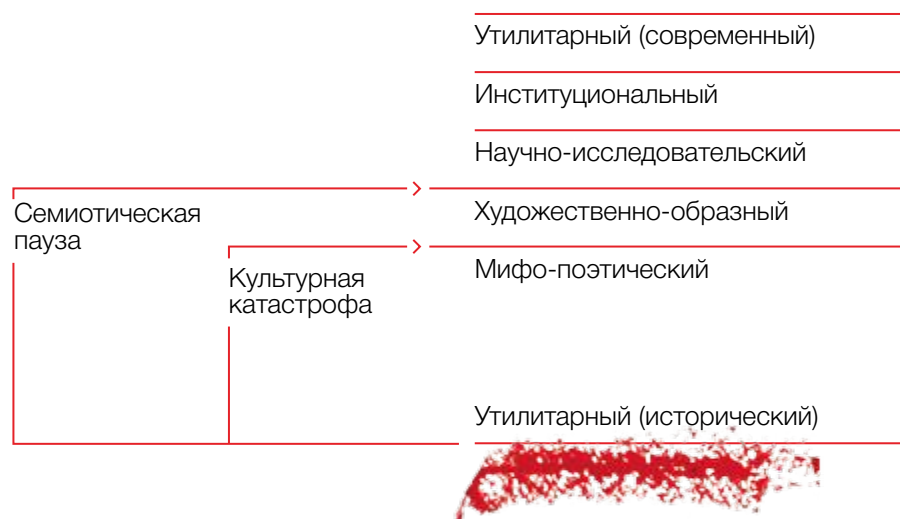 Утилитарный (современный)
Институциональный
Научно-исследовательский
Семиотическая
пауза
Художественно-образный
Культурная
катастрофа
Мифо-поэтический
Утилитарный (исторический)